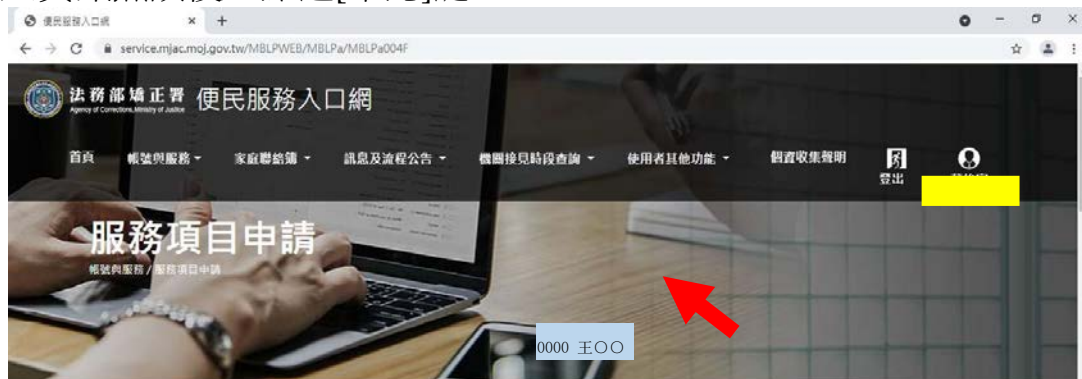 便民服務入口網
service.mjac.moj.gov.tw/MBLPWEB/MBLPa/MBLPa004F
法務部矯正署 便民服務入口網
Agency of Corrections, Ministry of Justice
首頁 帳號與服務 家庭聯絡簿 訊息及流程公告 機關接見時段查詢 使用者其他功能 個資收集聲明 登出
服務項目申請
帳號與服務 / 服務項目申請
0000 王○○